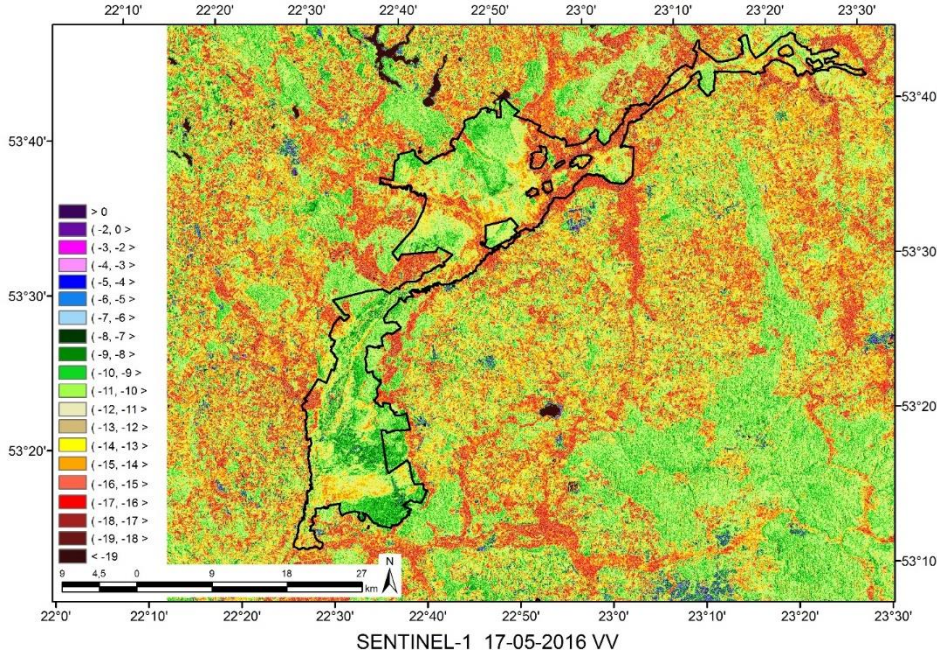 22°10' 22°20' 22°30' 22°40' 22°50' 23°0' 23°10' 23°20' 23°30'
53°40'
53°40'
> 0
( -2, 0 >
( -3, -2 >
( -4, -3 >
( -5, -4 >
( -6, -5 >
( -7, -6 >
( -8, -7 >
( -9, -8 >
( -10, -9 >
( -11, -10 >
( -12, -11 >
( -13, -12 >
( -14, -13 >
( -15, -14 >
( -16, -15 >
( -17, -16 >
( -18, -17 >
( -19, -18 >
< -19
53°30'
53°30'
53°20'
53°20'
53°10'
N
9 4,5 0 9 18 27
km
22°0' 22°10' 22°20' 22°30' 22°40' 22°50' 23°0' 23°10' 23°20' 23°30'
SENTINEL-1 17-05-2016 VV